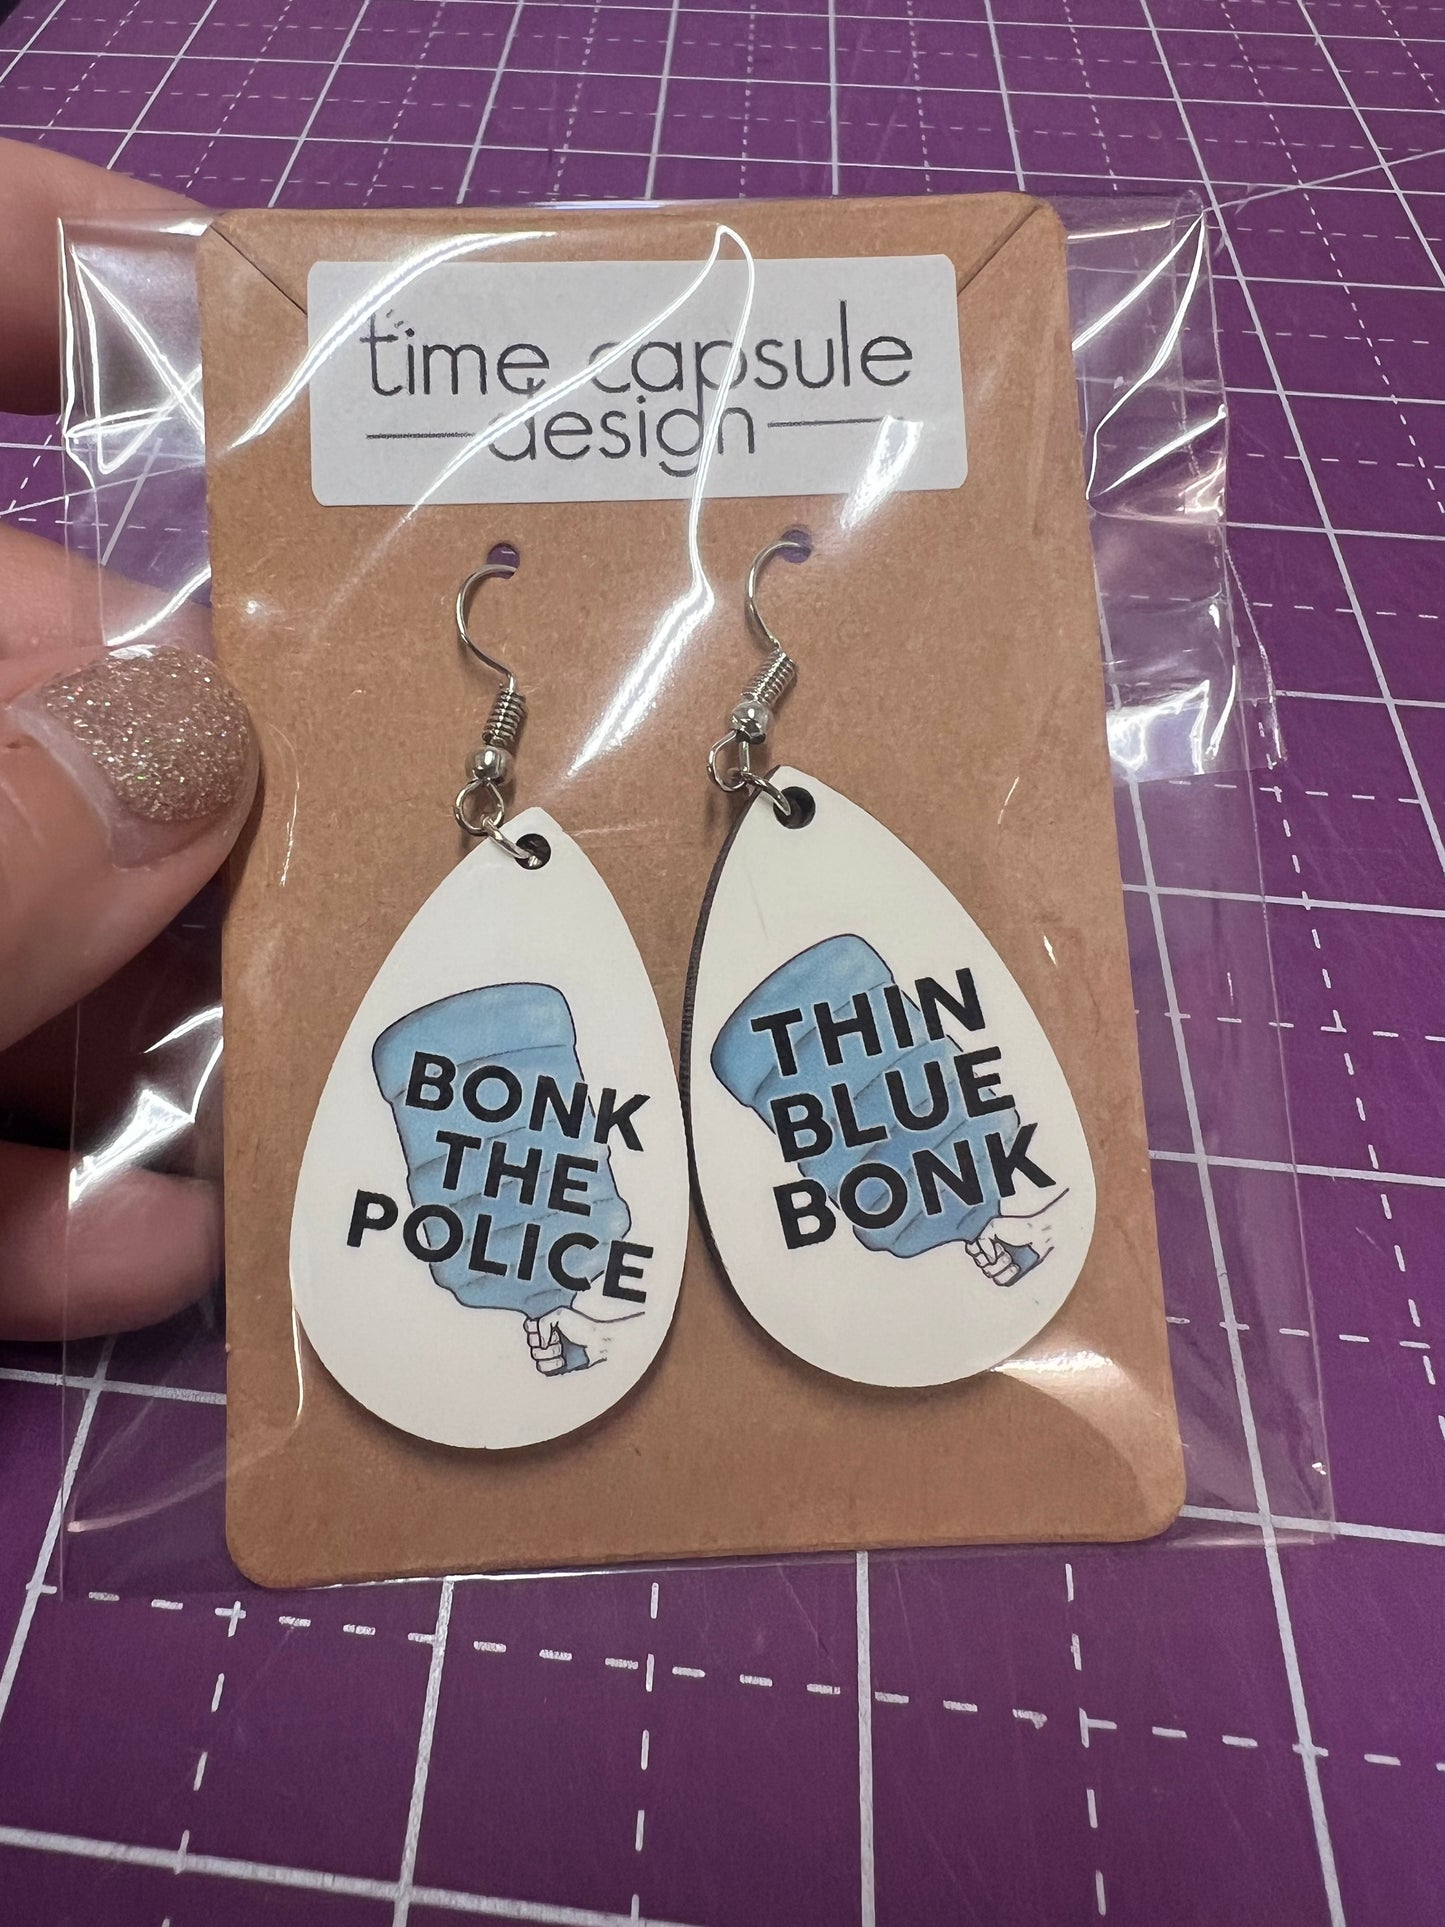 time capsule
design
BONK
THE
POLICE
THIN
BLUE
BONK